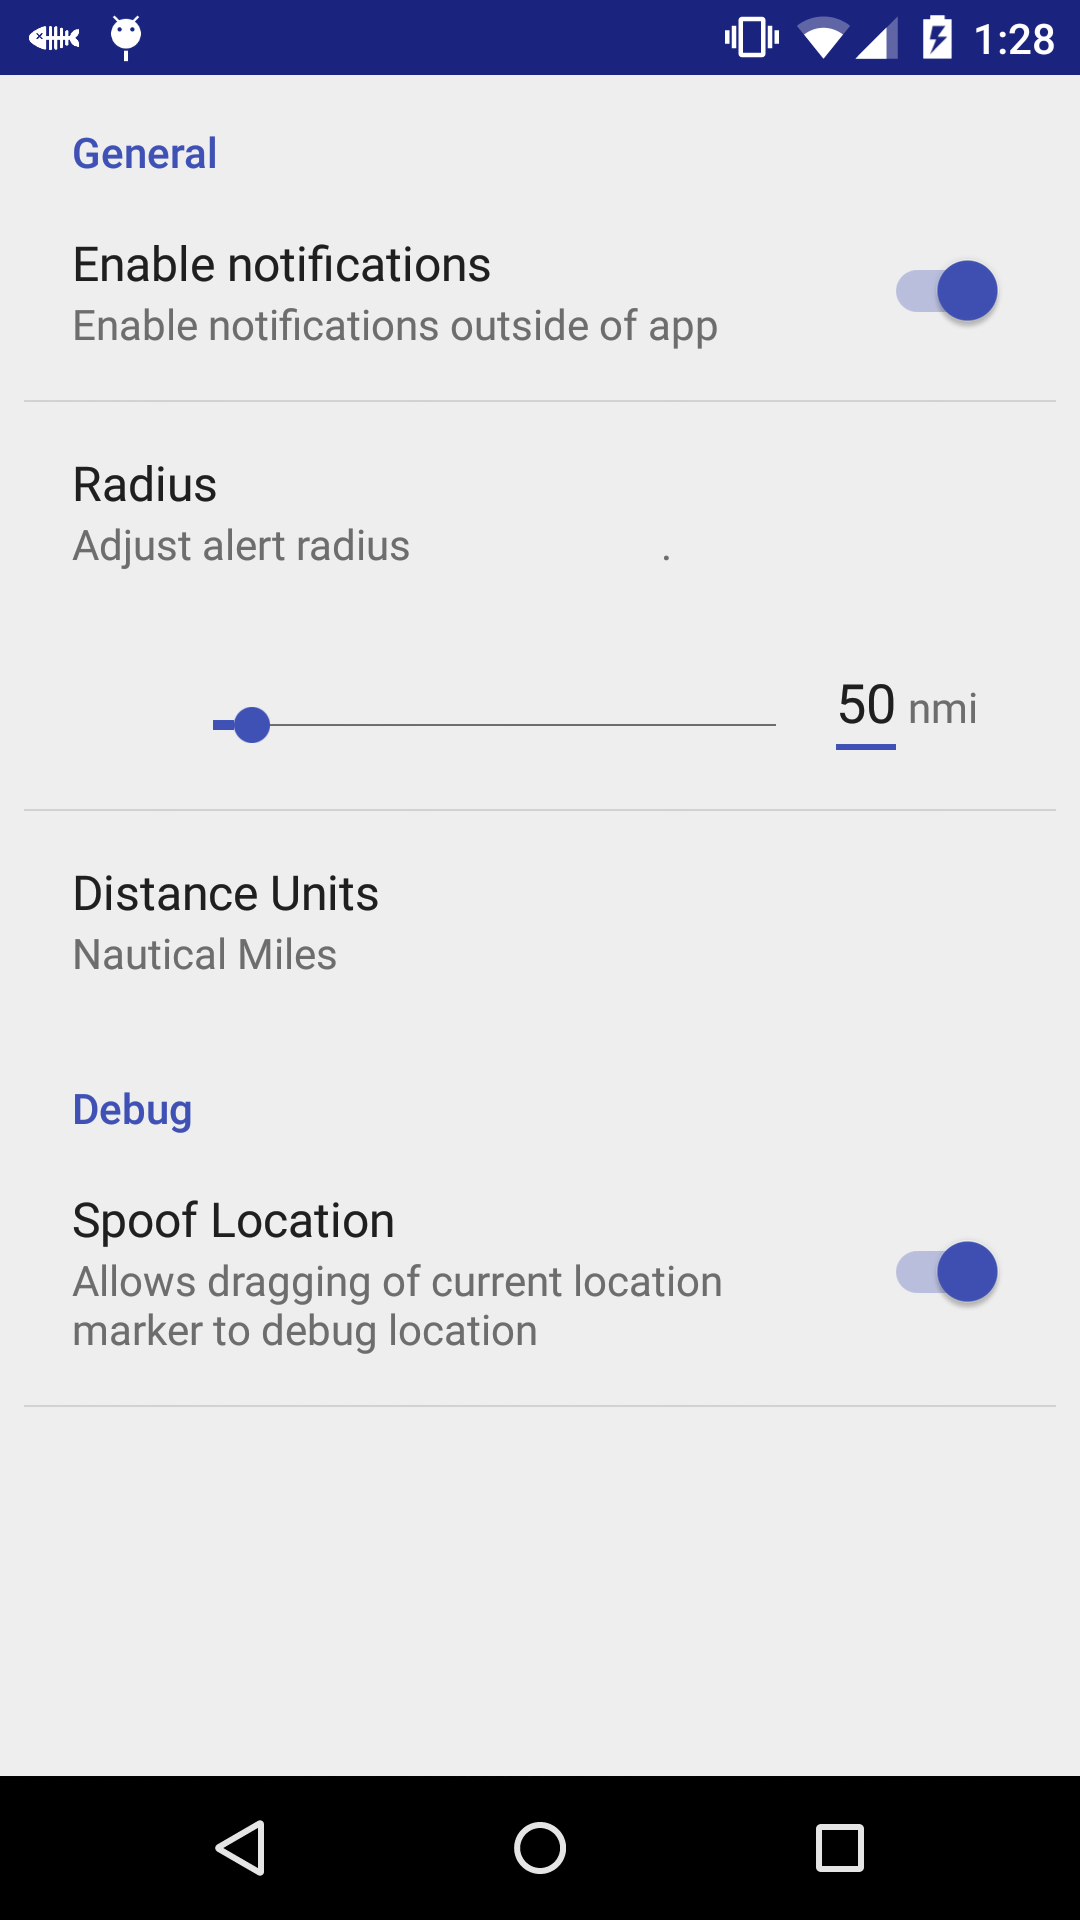 1:28
General
Enable notifications
Enable notifications outside of app
Radius
Adjust alert radius .
50 nmi
Distance Units
Nautical Miles
Debug
Spoof Location
Allows dragging of current location
marker to debug location